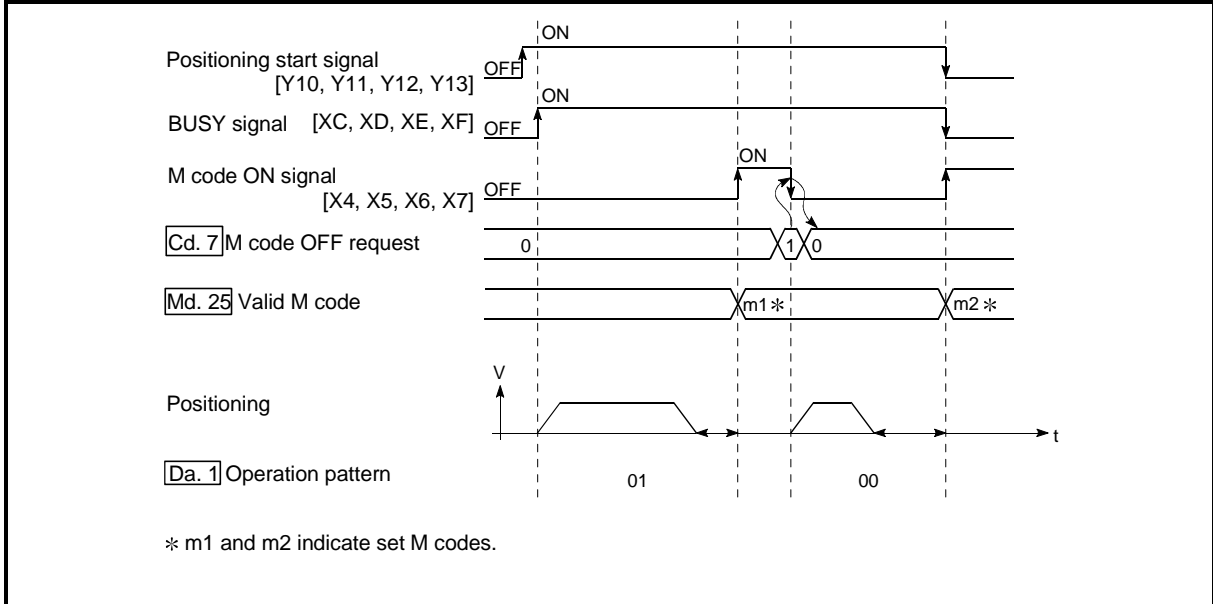 ON
Positioning start signal
OFF
[Y10, Y11, Y12, Y13]
ON
BUSY signal [XC, XD, XE, XF]
OFF
ON
M code ON signal
OFF
[X4, X5, X6, X7]
Cd. 7 M code OFF request
0 1 0
Md. 25 Valid M code
m1* m2*
V
Positioning
t
Da. 1 Operation pattern
01 00
* m1 and m2 indicate set M codes.